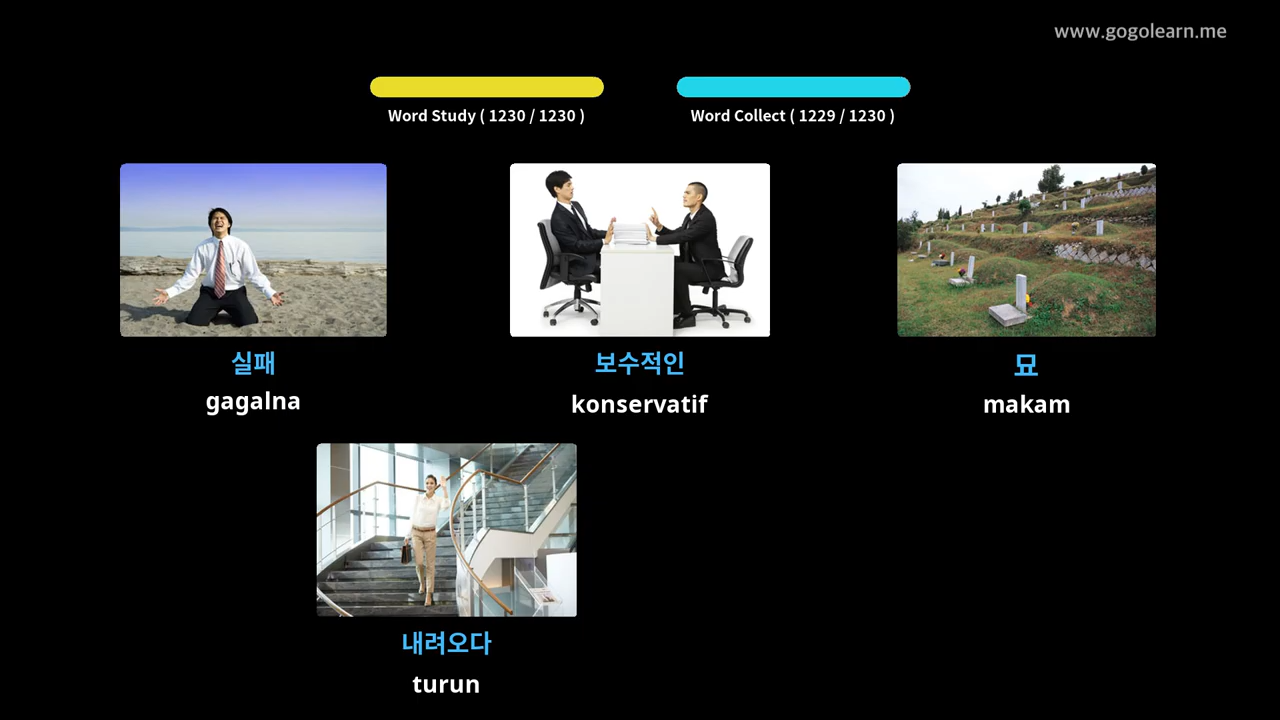 www.gogolearn.me
Word Study ( 1230 / 1230 )
Word Collect ( 1229 / 1230 )
실패
gagalna
보수적인
konservatif
묘
makam
내려오다
turun